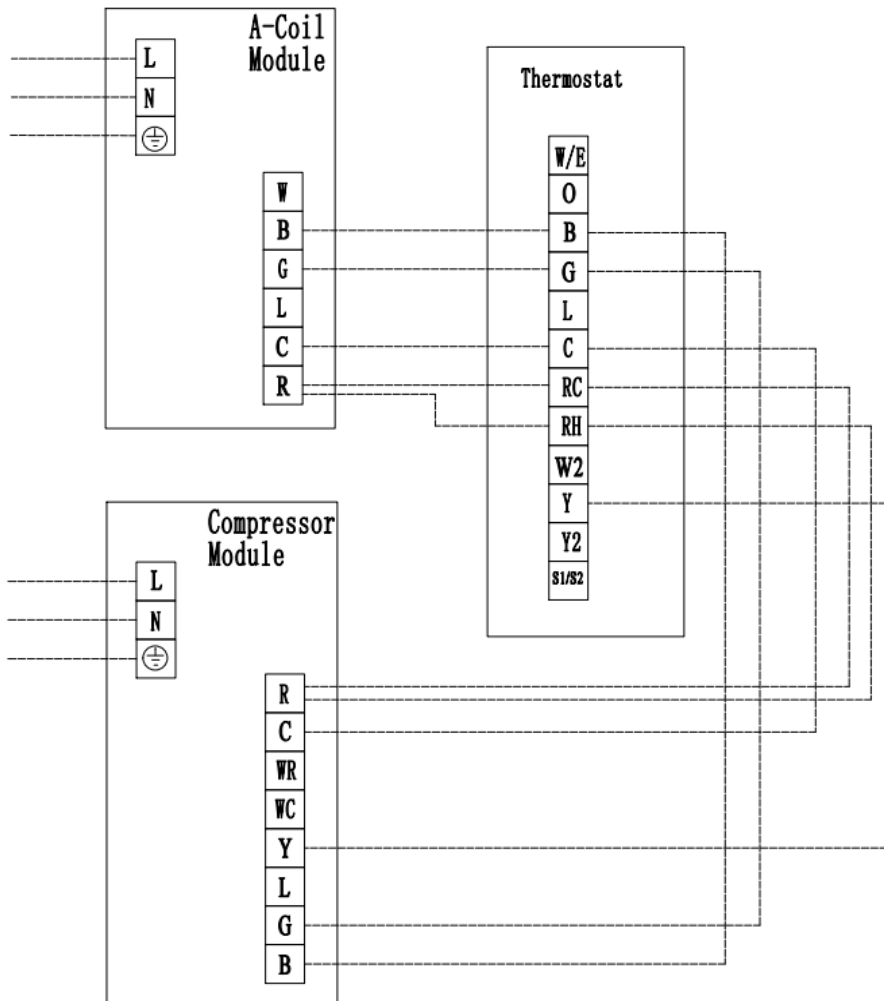 A-Coil
Module
L
N
W
B
G
L
C
R
Thermostat
W/E
O
B
G
L
C
RC
RH
W2
Y
Y2
S1/S2
Compressor
Module
L
N
R
C
WR
WC
Y
L
G
B